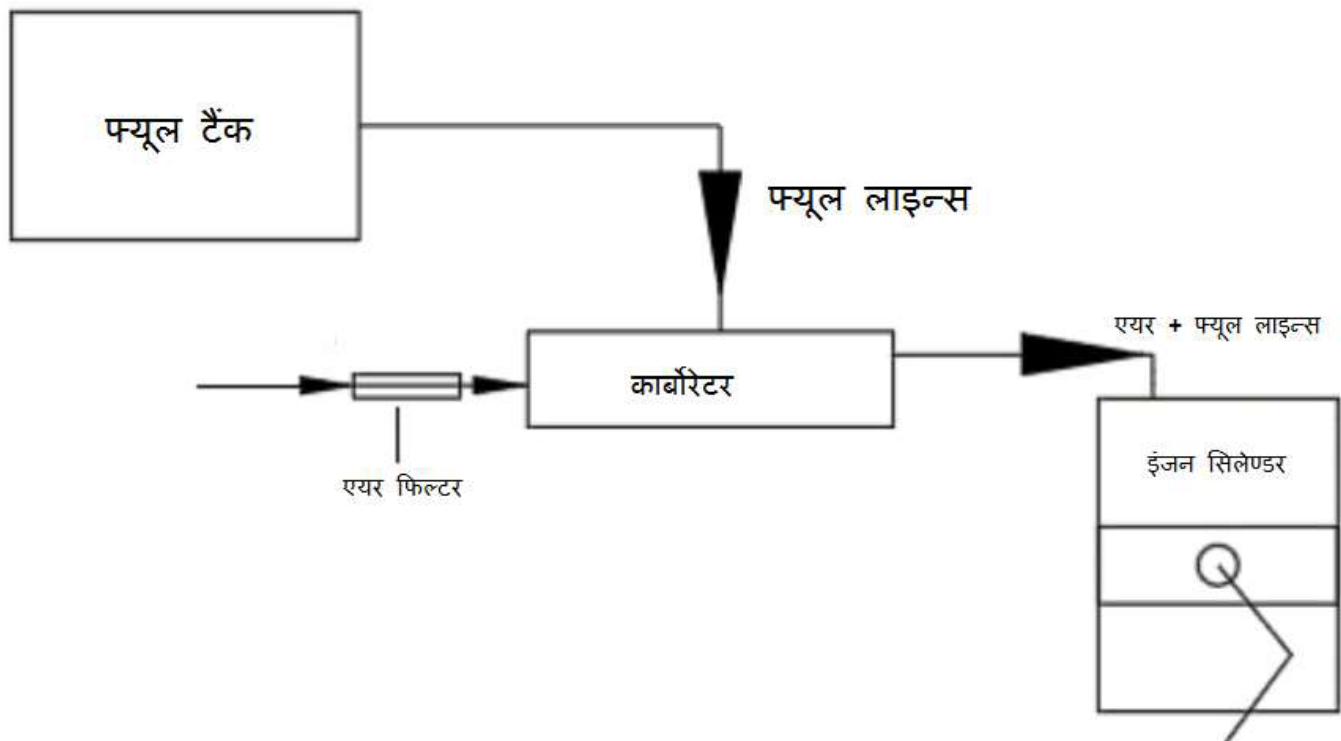 फ्यूल टैंक
फ्यूल लाइन्स
एयर + फ्यूल लाइन्स
कार्बोरेटर
इंजन सिलेण्डर
एयर फिल्टर